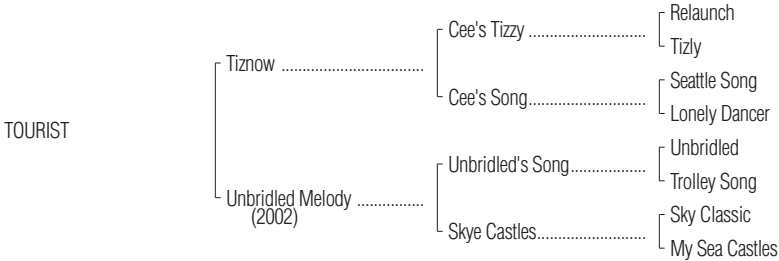 Relaunch
Cee's Tizzy ............................
Tizly
Tiznow ..................................
Seattle Song
Cee's Song............................
Lonely Dancer
TOURIST
Unbridled
Unbridled's Song..................
Trolley Song
Unbridled Melody ................
(2002)
Sky Classic
Skye Castles..........................
My Sea Castles